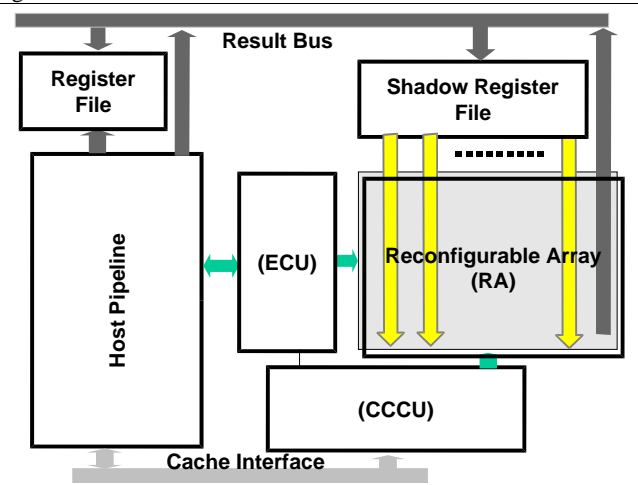 Result Bus
Register
File
Shadow Register
File
Host Pipeline
(ECU)
Reconfigurable Array
(RA)
(CCCU)
Cache Interface